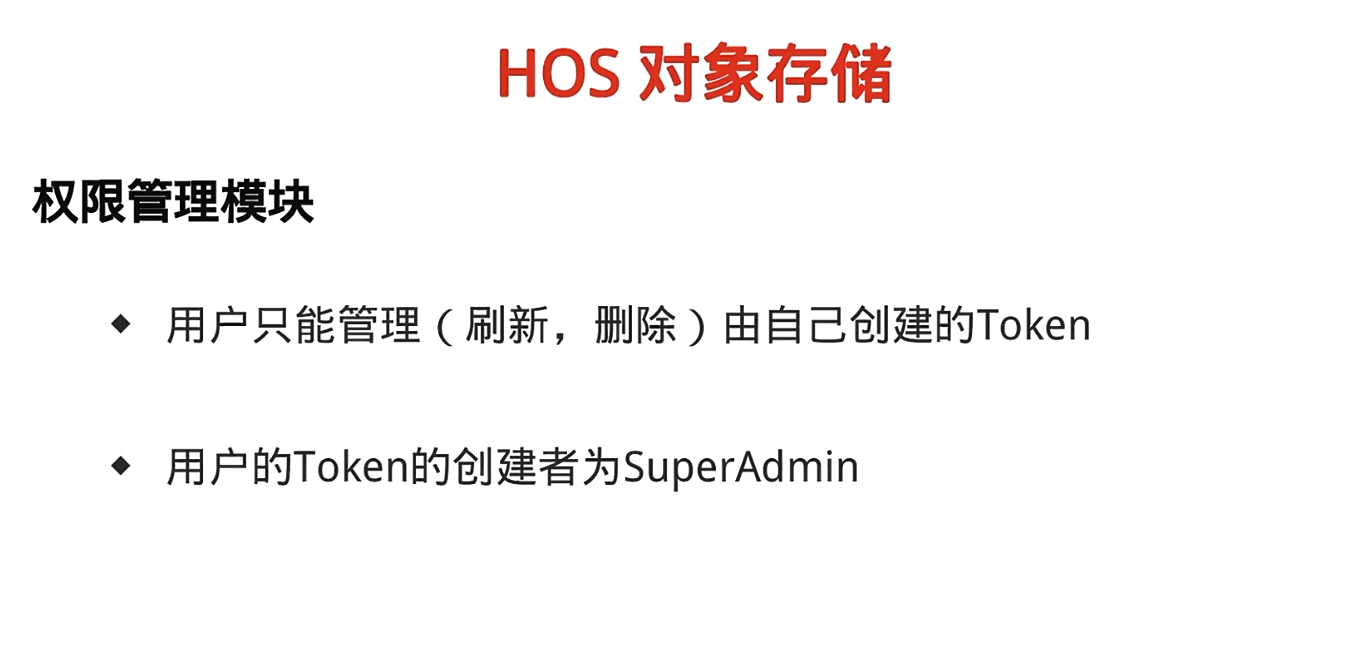 HOS 对象存储
权限管理模块
◆ 用户只能管理（刷新，删除）由自己创建的Token
◆ 用户的Token的创建者为SuperAdmin